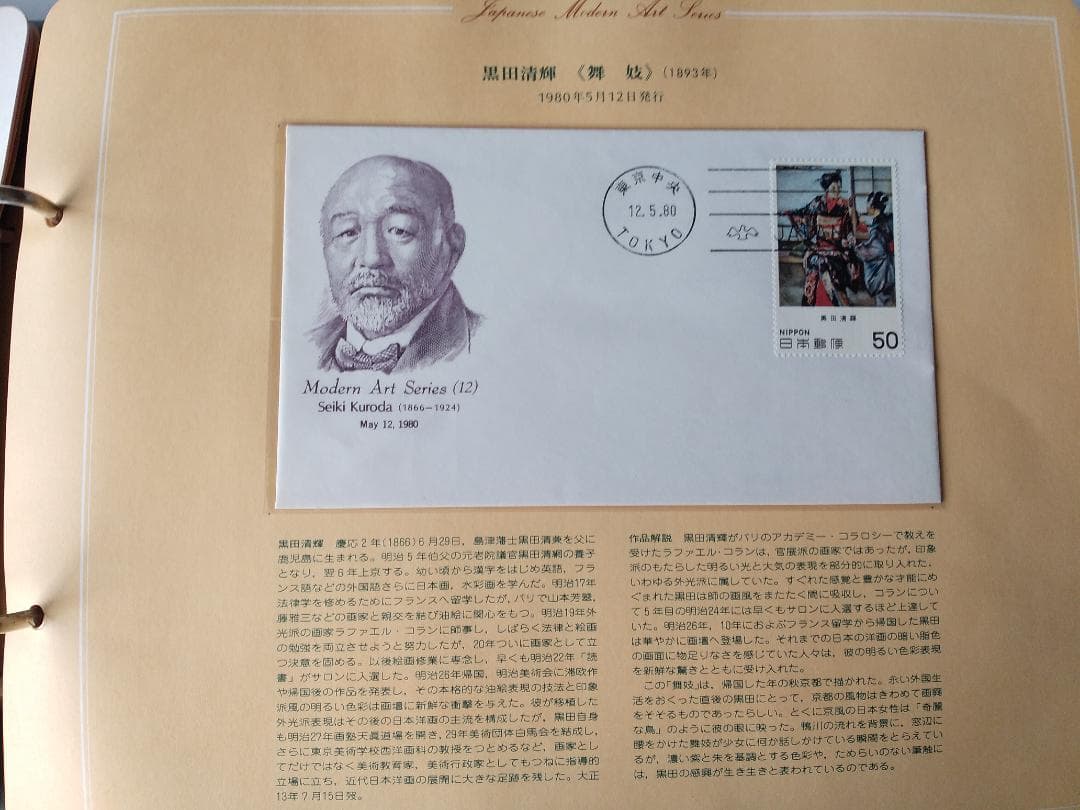 Japanese Modern Art Series
黒田清輝 《舞 妓》(1893年)
1980年5月12日発行
東京中央
12.5.80
TOKYO
黒田清輝
NIPPON
日本郵便 50
Modern Art Series (12)
Seiki Kuroda (1866–1924)
May 12, 1980
黒田清輝 慶応2年(1866)6月29日、島津藩士黒田清兼を父に
鹿児島に生まれる。明治5年伯父の元老院議官黒田清綱の養子
となり、翌6年上京する。幼い頃から漢字をはじめ英語、フラ
ンス語などの外国語さらに日本画、水彩画を学んだ。明治17年
法律学を修めるためにフランスへ留学したが、パリで山本芳翠、
藤雅三などの画家と親交を結び油絵に関心をもつ。明治19年外
光派の画家ラファエル・コランに師事し、しばらく法律と絵画
の勉強を両立させようと努力したが、20年ついに画家として立
つ決意を固める。以後絵画修業に専念し、早くも明治22年「読
書」がサロンに入選した。明治26年帰国、明治美術会に滞欧作
や帰国後の作品を発表し、その本格的な油絵表現の技法と印象
派風の明るい色彩は画壇に新鮮な衝撃を与えた。彼が移植した
外光派表現はその後の日本洋画の主流を構成したが、黒田自身
も明治27年画塾天眞道場を開き、29年美術団体白馬会を結成し、
さらに東京美術学校西洋画科の教授をつとめるなど、画家とし
てだけではなく美術教育家、美術行政家としてもつねに指導的
立場に立ち、近代日本洋画の展開に大きな足跡を残した。大正
13年7月15日歿。
作品解説 黒田清輝がパリのアカデミー・コラロシーで教えを
受けたラファエル・コランは、官展派の画家ではあったが、印象
派のもたらした明るい光と大気の表現を部分的に取り入れた、
いわゆる外光派に属していた。すぐれた感覚と豊かな才能にめ
ぐまれた黒田は師の画風をまたたく間に吸収し、コランについ
て5年目の明治24年には早くもサロンに入選するほど上達して
いた。明治26年、10年におよぶフランス留学から帰国した黒田
は華やかに画壇へ登場した。それまでの日本の洋画の暗い脂色
の画面に物足りなさを感じていた人々は、彼の明るい色彩表現
を新鮮な驚きとともに受け入れた。
この「舞妓」は、帰国した年の秋京都で描かれた。永い外国生
活をおくった直後の黒田にとって、京都の風物はきわめて画興
をそそるものであったらしい。とくに京風の日本女性は「奇麗
な鳥」のように彼の眼に映った。鴨川の流れを背景に、窓辺に
腰をかけた舞妓が少女に何か話しかけている瞬間をとらえてい
るが、濃い紫と朱を基調とする色彩や、ためらいのない筆触に
は、黒田の感興が生き生きと表われているのである。